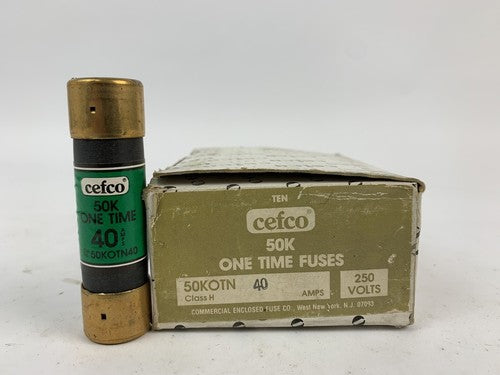 cefco
50K
ONE TIME
40
50KOTN40
TEN
cefco
50K
ONE TIME FUSES
50KOTN 40 AMPS 250
Class H VOLTS
COMMERCIAL ENCLOSED FUSE CO., West New York, N.J. 07093